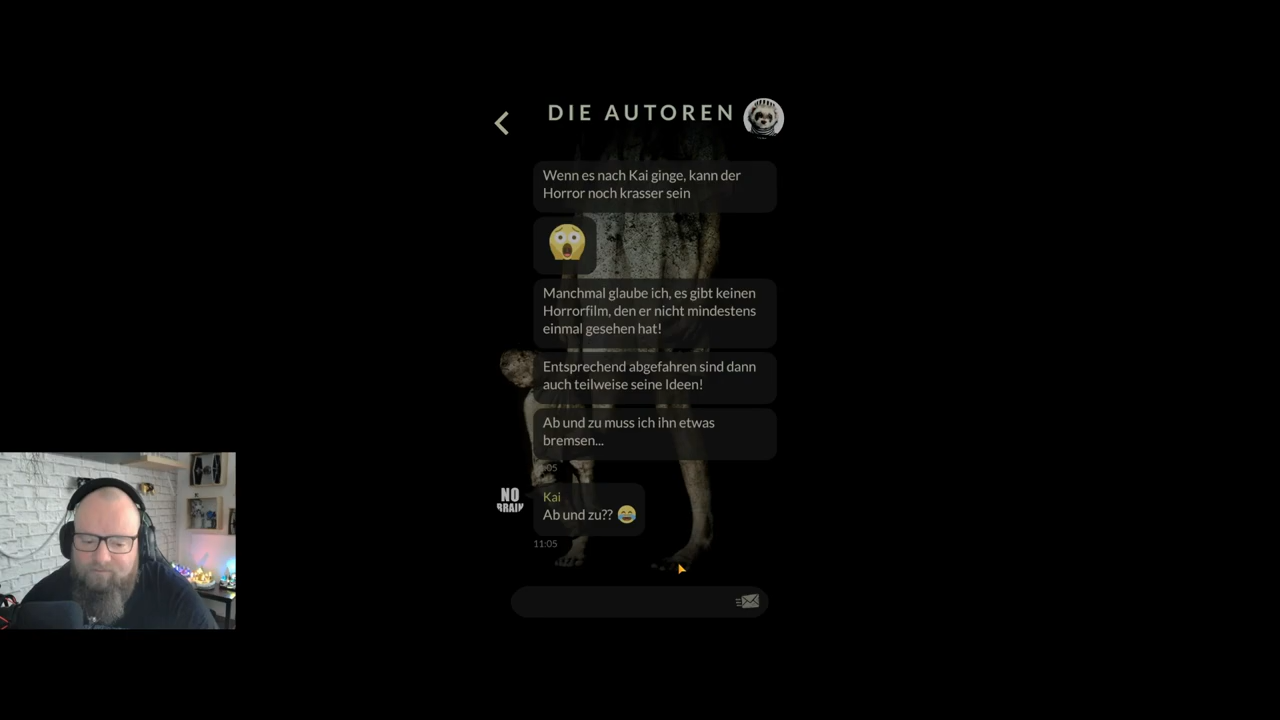 DIE AUTOREN
Wenn es nach Kai ginge, kann der
Horror noch krasser sein
😱
Manchmal glaube ich, es gibt keinen
Horrorfilm, den er nicht mindestens
einmal gesehen hat!
Entsprechend abgefahren sind dann
auch teilweise seine Ideen!
Ab und zu muss ich ihn etwas
bremsen...
NO
BRAIN
Kai
Ab und zu?? 😂
11:05